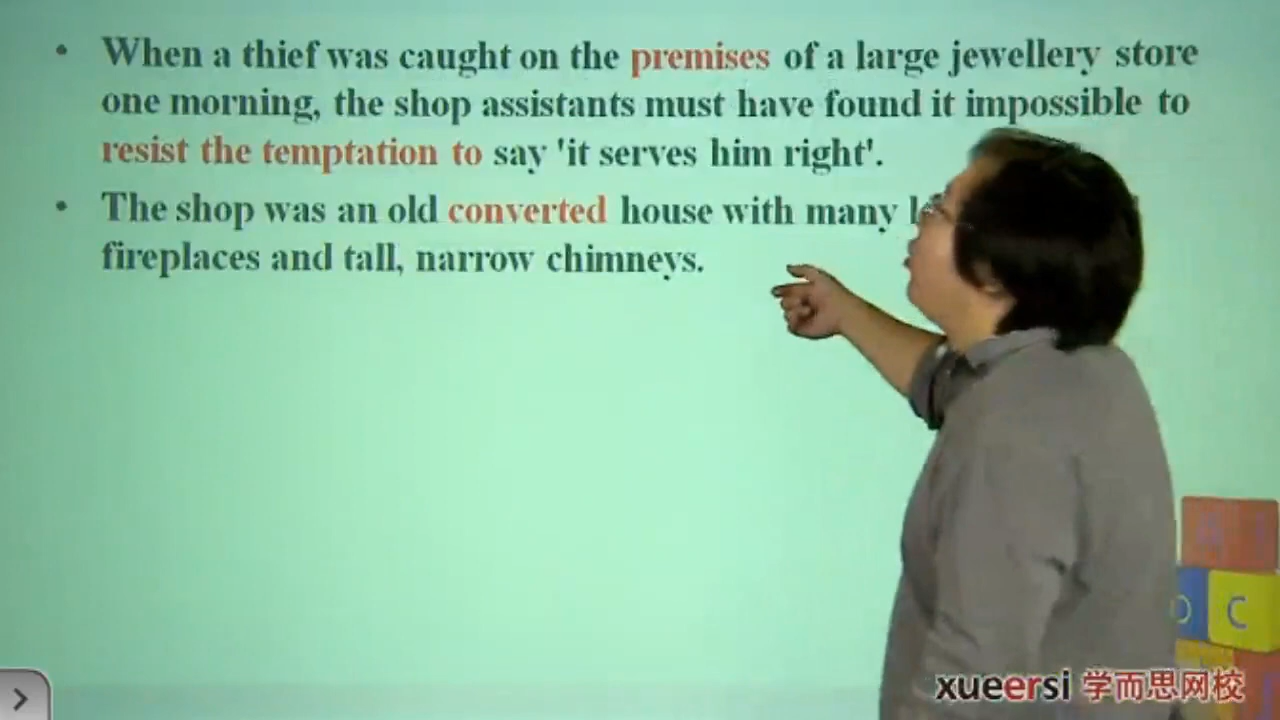 • When a thief was caught on the premises of a large jewellery store
one morning, the shop assistants must have found it impossible to
resist the temptation to say 'it serves him right'.
• The shop was an old converted house with many
fireplaces and tall, narrow chimneys.
C
xueersi 学而思网校